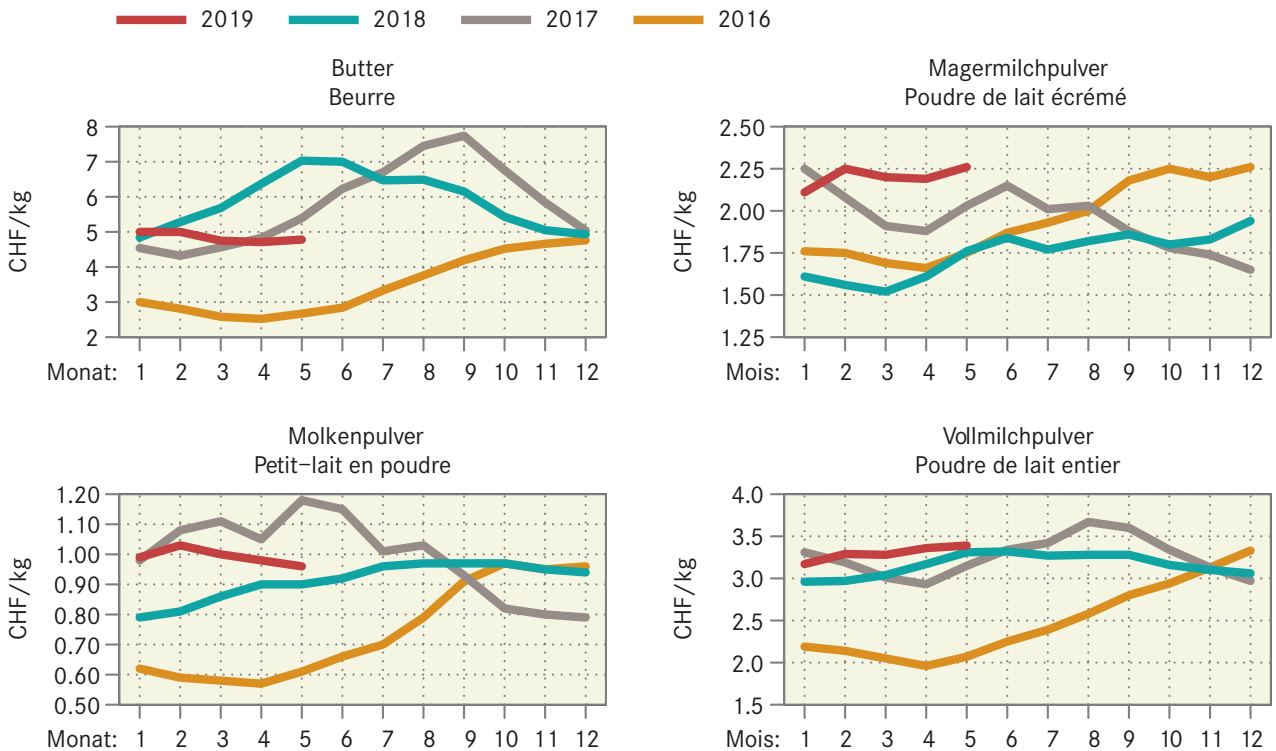 2019 2018 2017 2016
Butter
Beurre
CHF/kg
8
7
6
5
4
3
2
Monat: 1 2 3 4 5 6 7 8 9 10 11 12
Magermilchpulver
Poudre de lait écrémé
CHF/kg
2.50
2.25
2.00
1.75
1.50
1.25
Mois: 1 2 3 4 5 6 7 8 9 10 11 12
Molkenpulver
Petit-lait en poudre
CHF/kg
1.20
1.10
1.00
0.90
0.80
0.70
0.60
0.50
Monat: 1 2 3 4 5 6 7 8 9 10 11 12
Vollmilchpulver
Poudre de lait entier
CHF/kg
4.0
3.5
3.0
2.5
2.0
1.5
Mois: 1 2 3 4 5 6 7 8 9 10 11 12